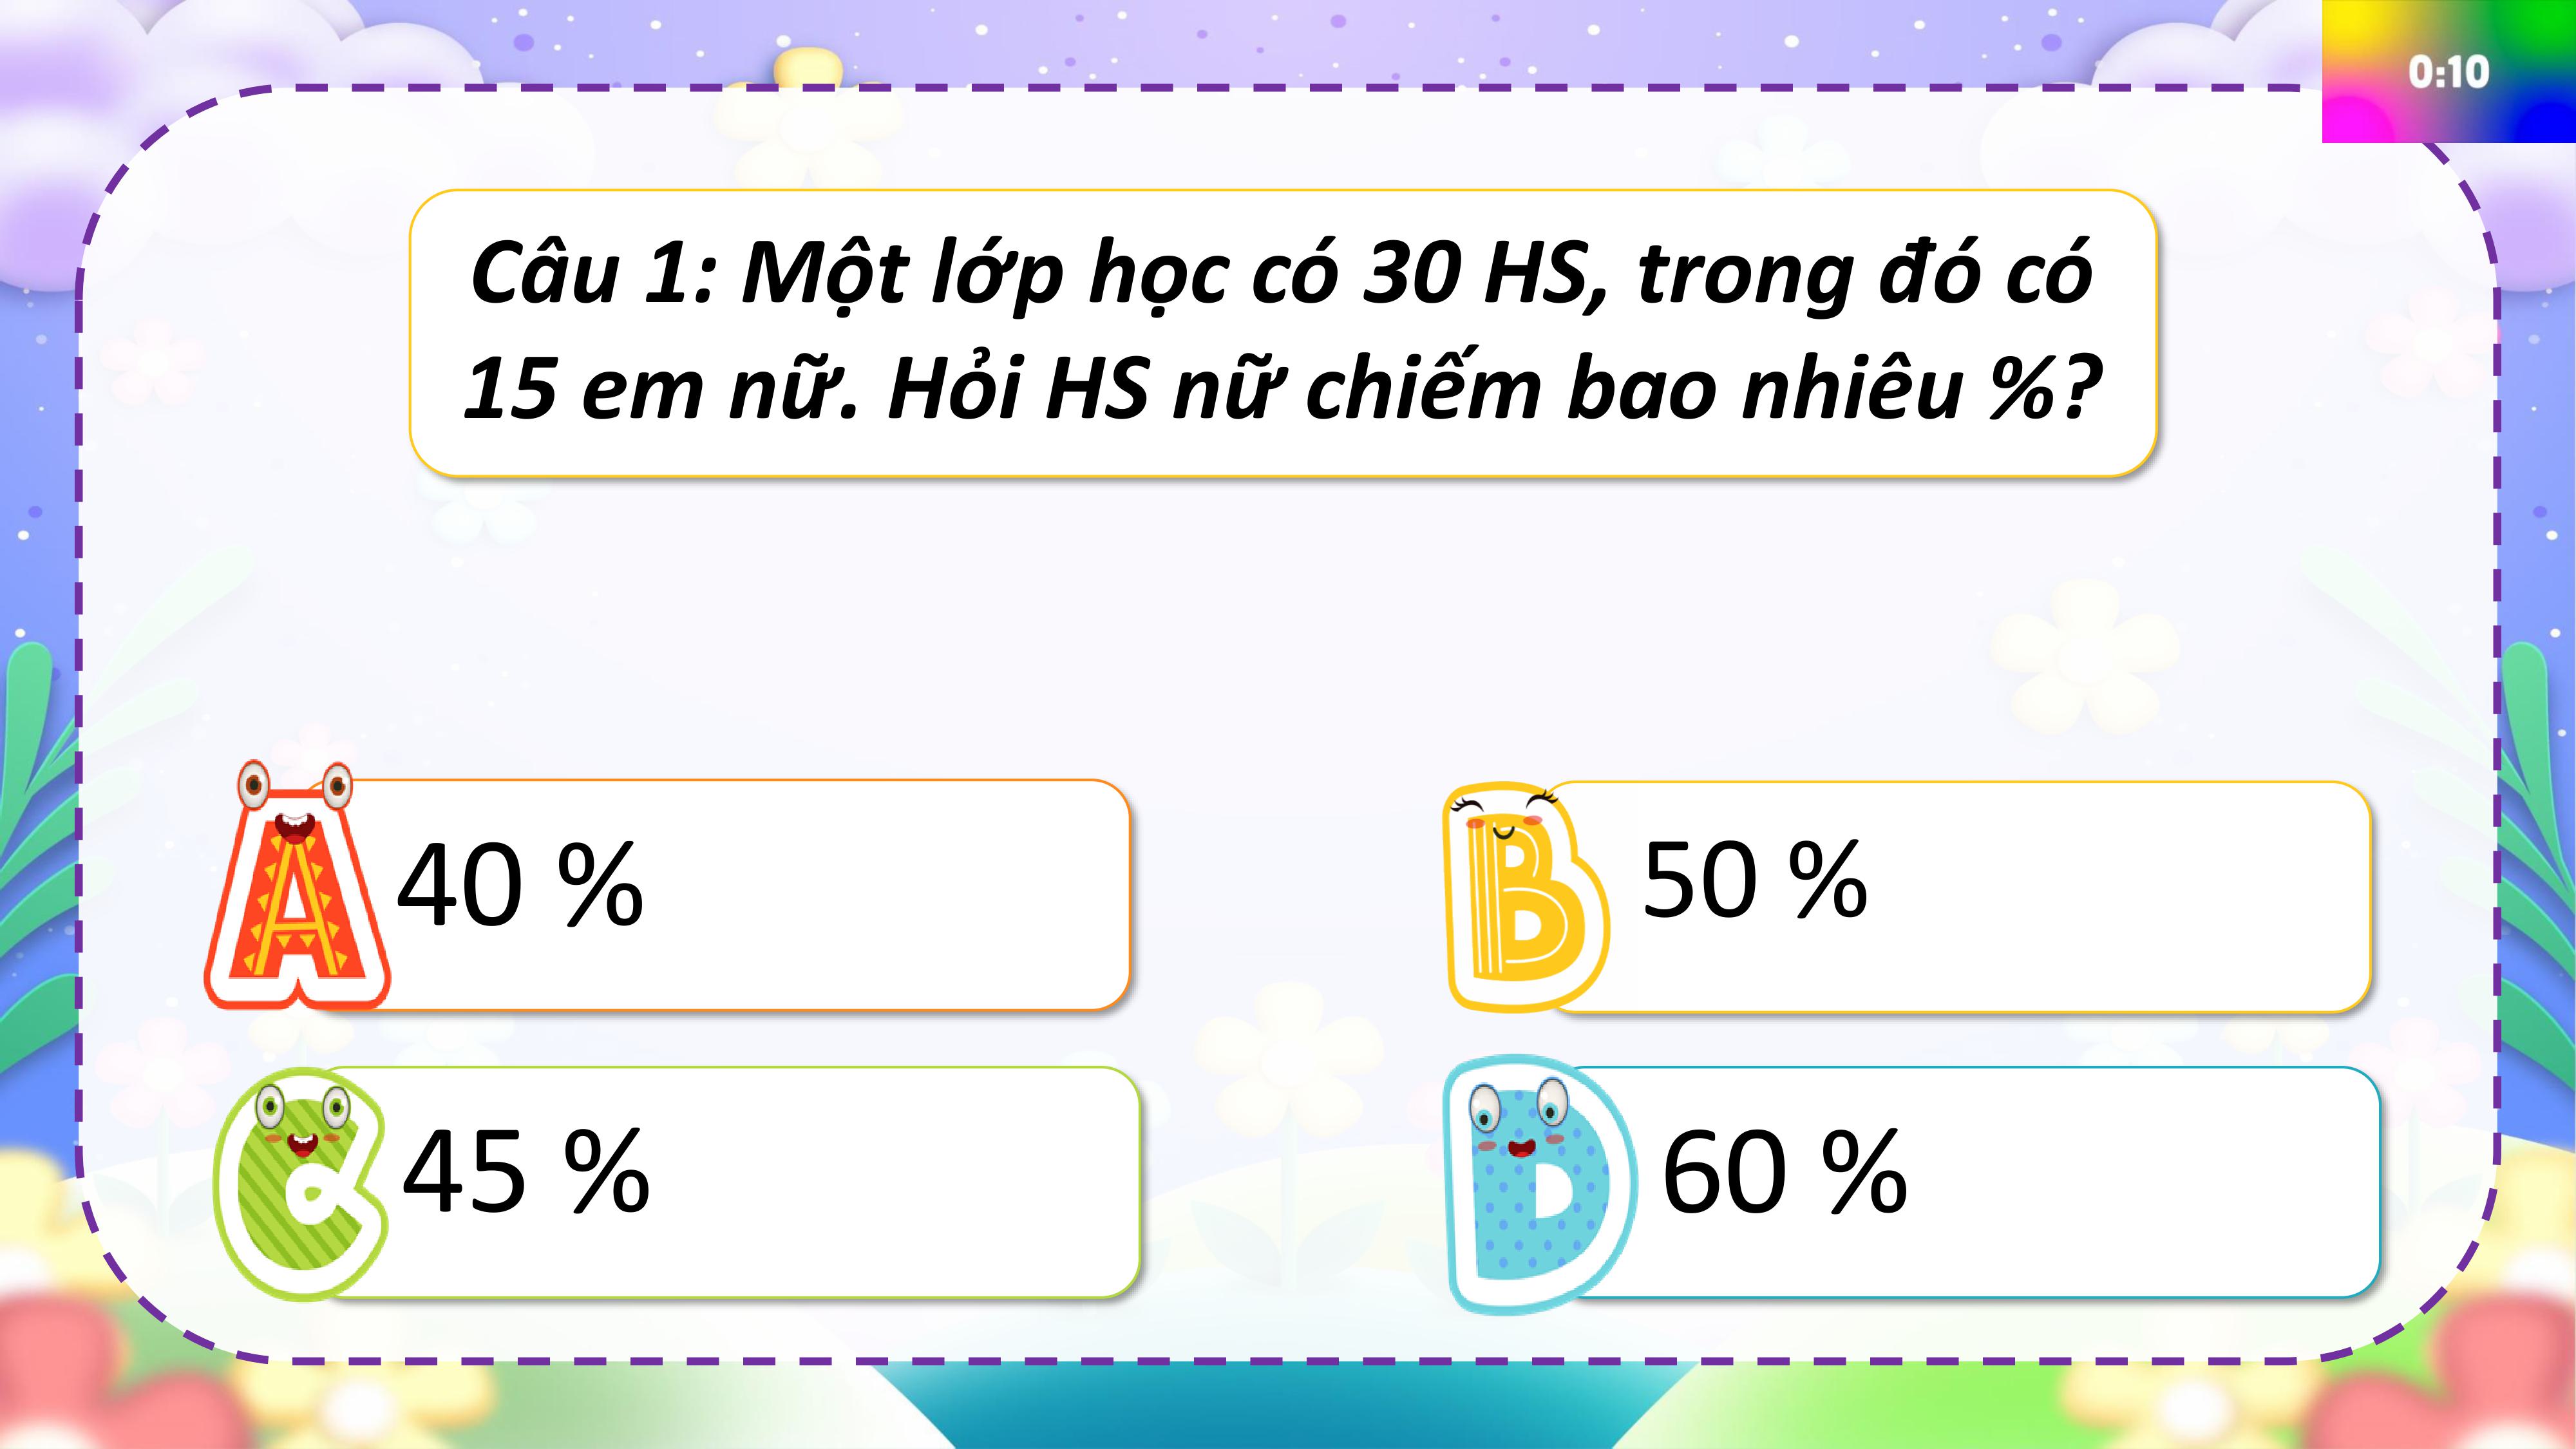 0:10
Câu 1: Một lớp học có 30 HS, trong đó có
15 em nữ. Hỏi HS nữ chiếm bao nhiêu %?
A 40 %
B 50 %
C 45 %
D 60 %